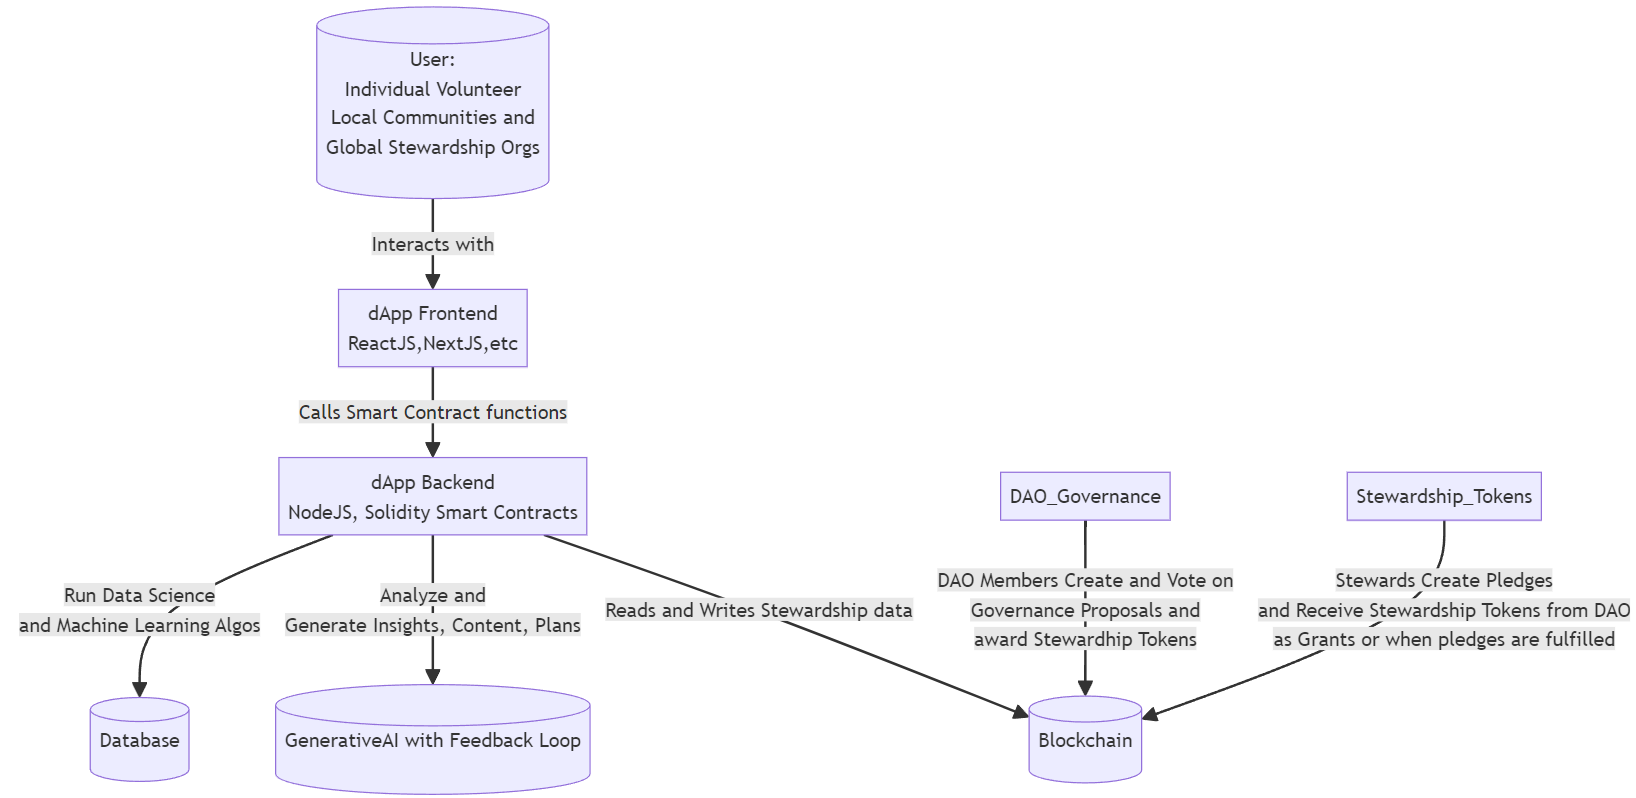 User:
Individual Volunteer
Local Communities and
Global Stewardship Orgs
Interacts with
dApp Frontend
ReactJS,NextJS,etc
Calls Smart Contract functions
dApp Backend
NodeJS, Solidity Smart Contracts
DAO_Governance
Stewardship_Tokens
Run Data Science
and Machine Learning Algos
Analyze and
Generate Insights, Content, Plans
Reads and Writes Stewardship data
DAO Members Create and Vote on
Governance Proposals and
award Stewardhip Tokens
Stewards Create Pledges
and Receive Stewardship Tokens from DAO
as Grants or when pledges are fulfilled
Database
GenerativeAI with Feedback Loop
Blockchain